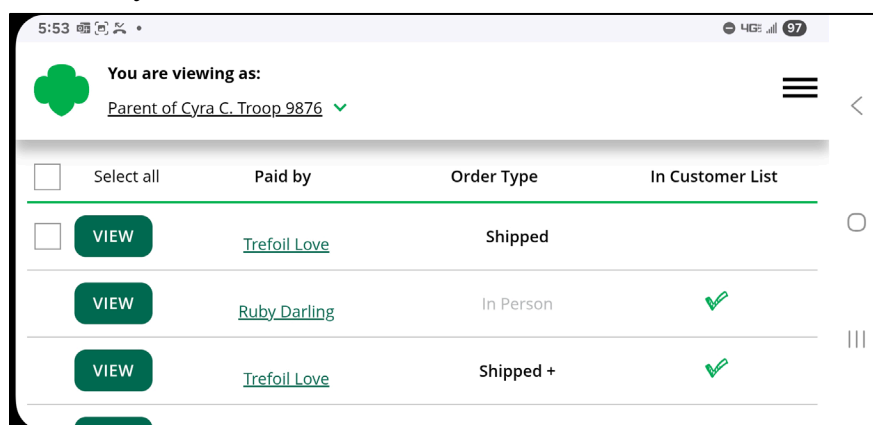 5:53 4GE 97
You are viewing as:
Parent of Cyra C. Troop 9876
Select all Paid by Order Type In Customer List
VIEW Trefoil Love Shipped
VIEW Ruby Darling In Person
VIEW Trefoil Love Shipped +